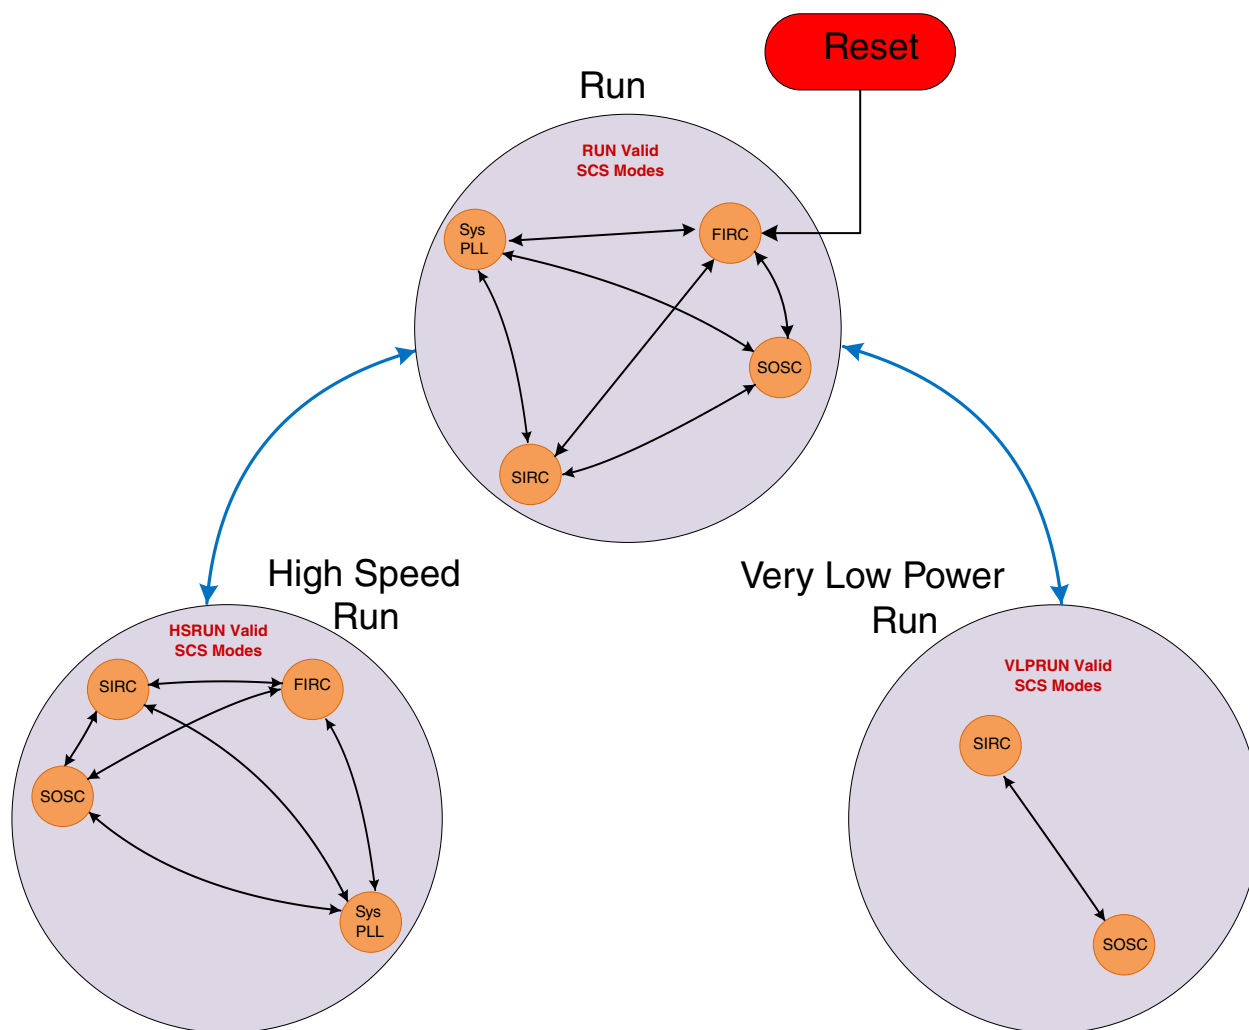 Reset
Run
RUN Valid
SCS Modes
Sys
PLL
FIRC
SOSC
SIRC
High Speed
Run
HSRUN Valid
SCS Modes
SIRC
FIRC
SOSC
Sys
PLL
Very Low Power
Run
VLPRUN Valid
SCS Modes
SIRC
SOSC